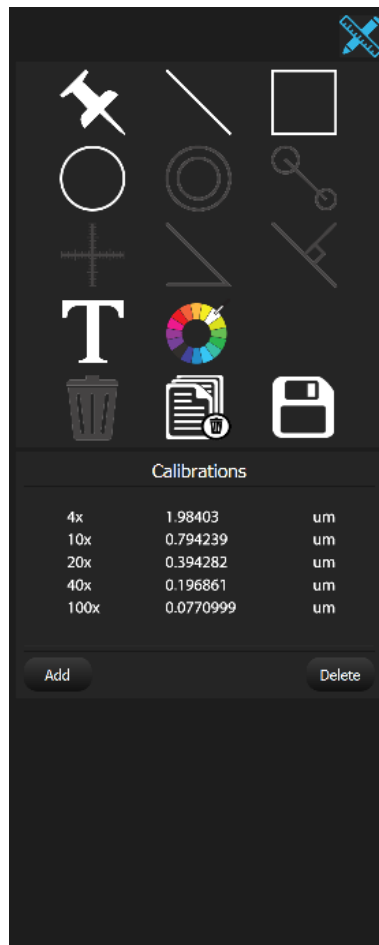 T
Calibrations
4x 1.98403 um
10x 0.794239 um
20x 0.394282 um
40x 0.196861 um
100x 0.0770999 um
Add Delete